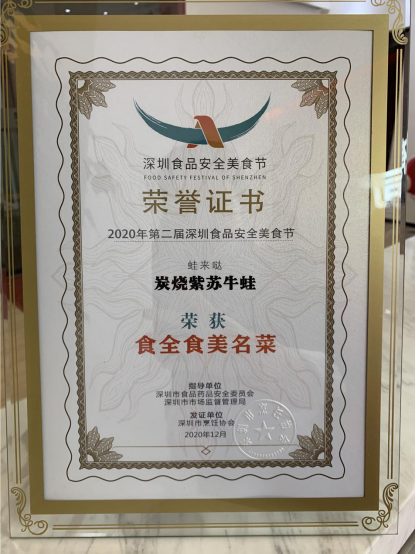 深圳食品安全美食节
FOOD SAFETY FESTIVAL OF SHENZHEN
荣誉证书
2020年第二届深圳食品安全美食节
蛙来哒
炭烧紫苏牛蛙
荣获
食全食美名菜
指导单位
深圳市食品药品安全委员会
深圳市市场监督管理局
发证单位
深圳市烹饪协会
2020年12月